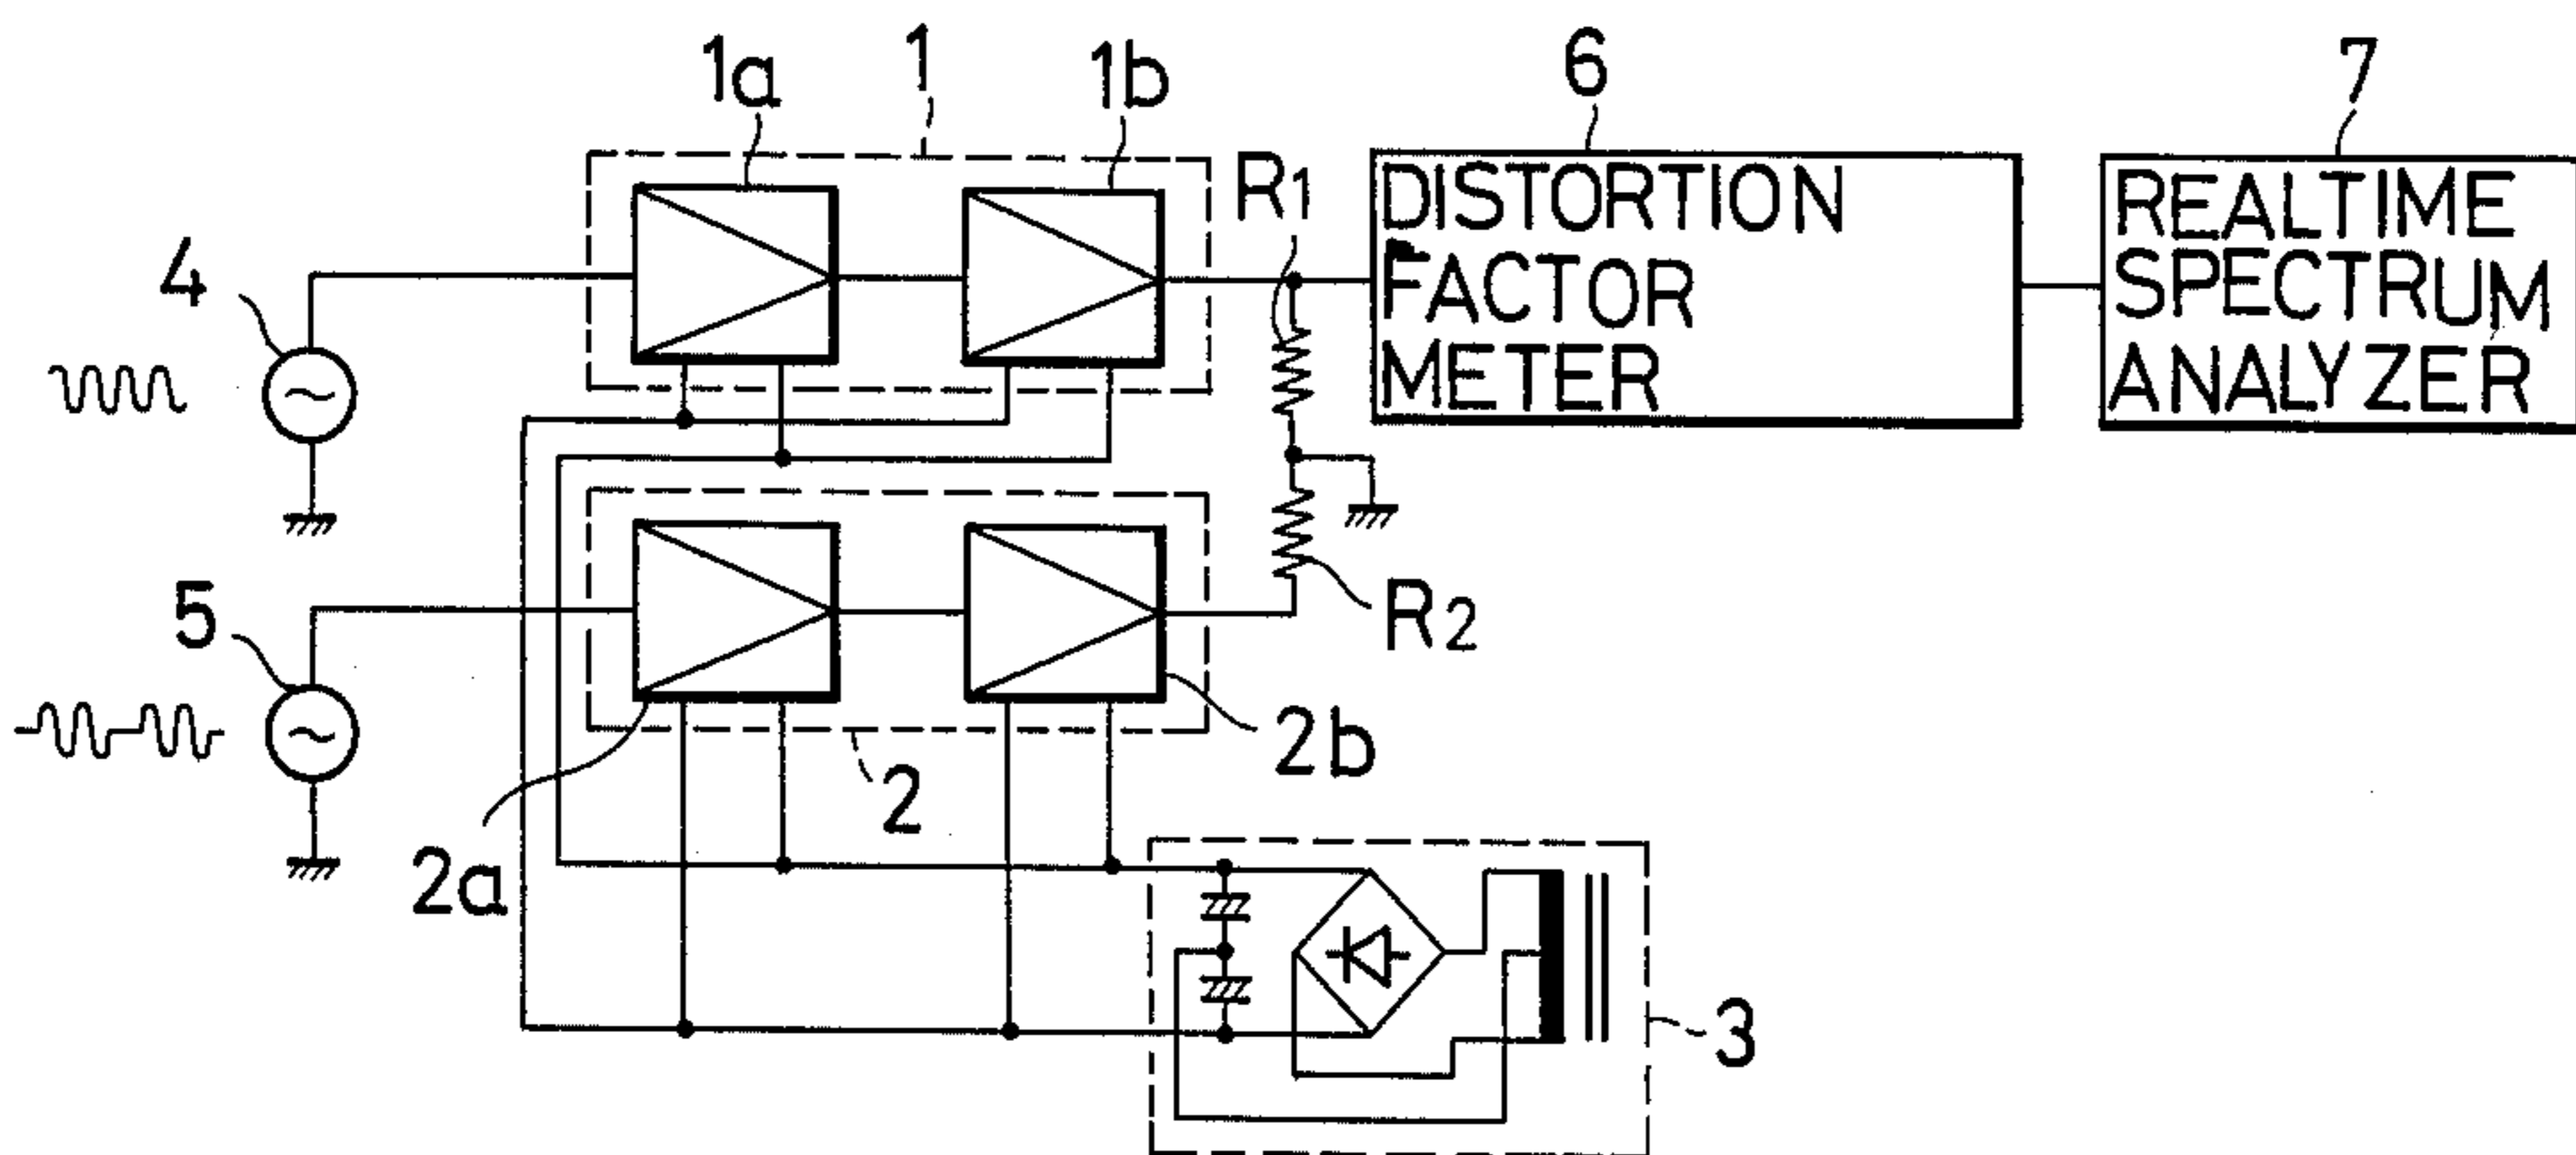 1a
1
1b
6
7
R1
DISTORTION
FACTOR
METER
REALTIME
SPECTRUM
ANALYZER
4
5
R2
2b
2
2a
3